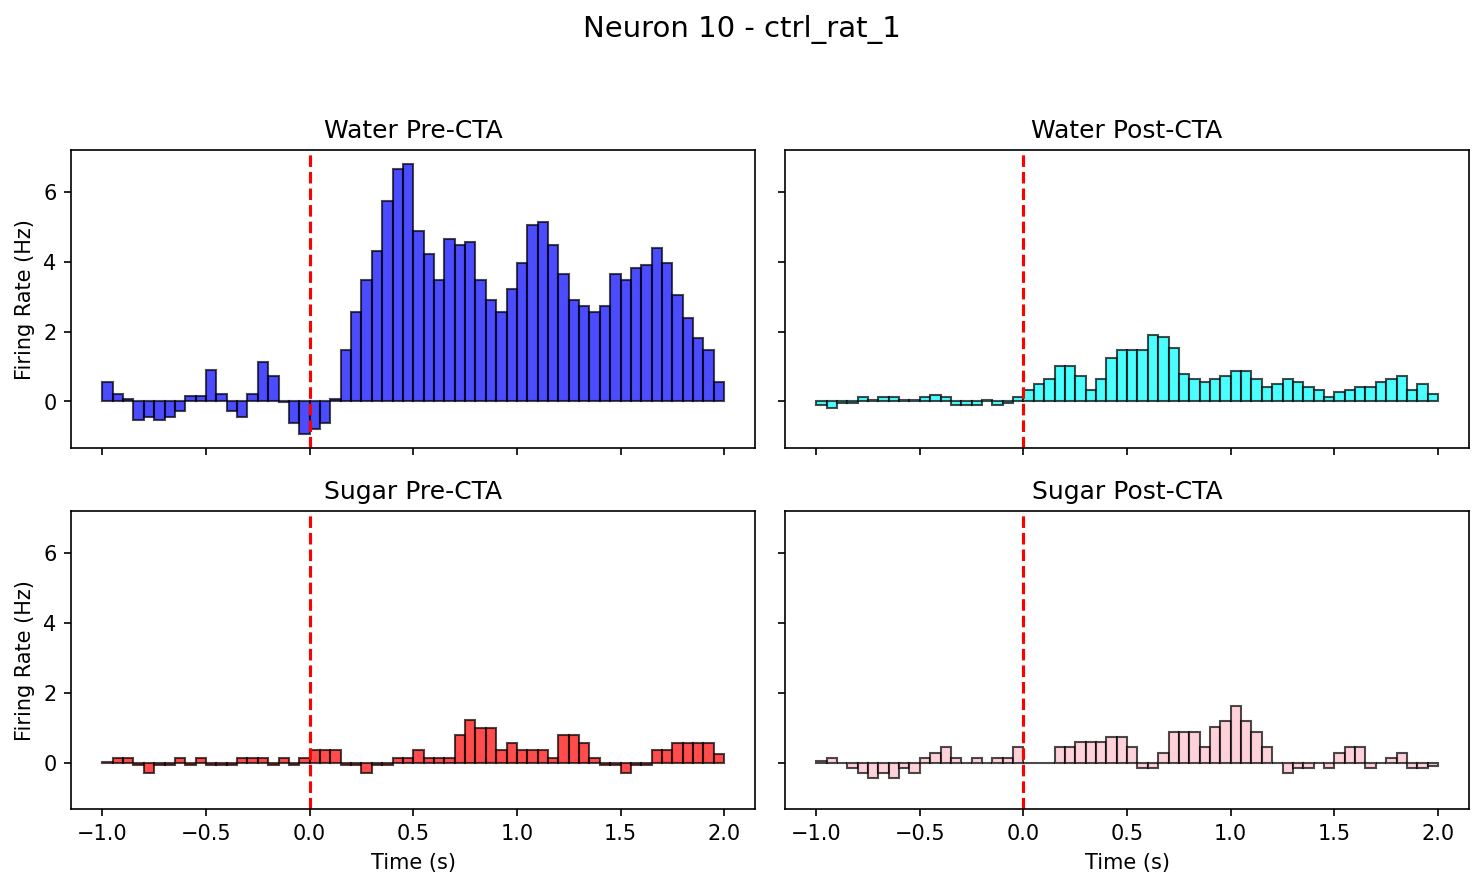 Neuron 10 - ctrl_rat_1
Water Pre-CTA
Water Post-CTA
Firing Rate (Hz)
6
4
2
0
Sugar Pre-CTA
Sugar Post-CTA
Firing Rate (Hz)
6
4
2
0
−1.0 −0.5 0.0 0.5 1.0 1.5 2.0
Time (s)
−1.0 −0.5 0.0 0.5 1.0 1.5 2.0
Time (s)